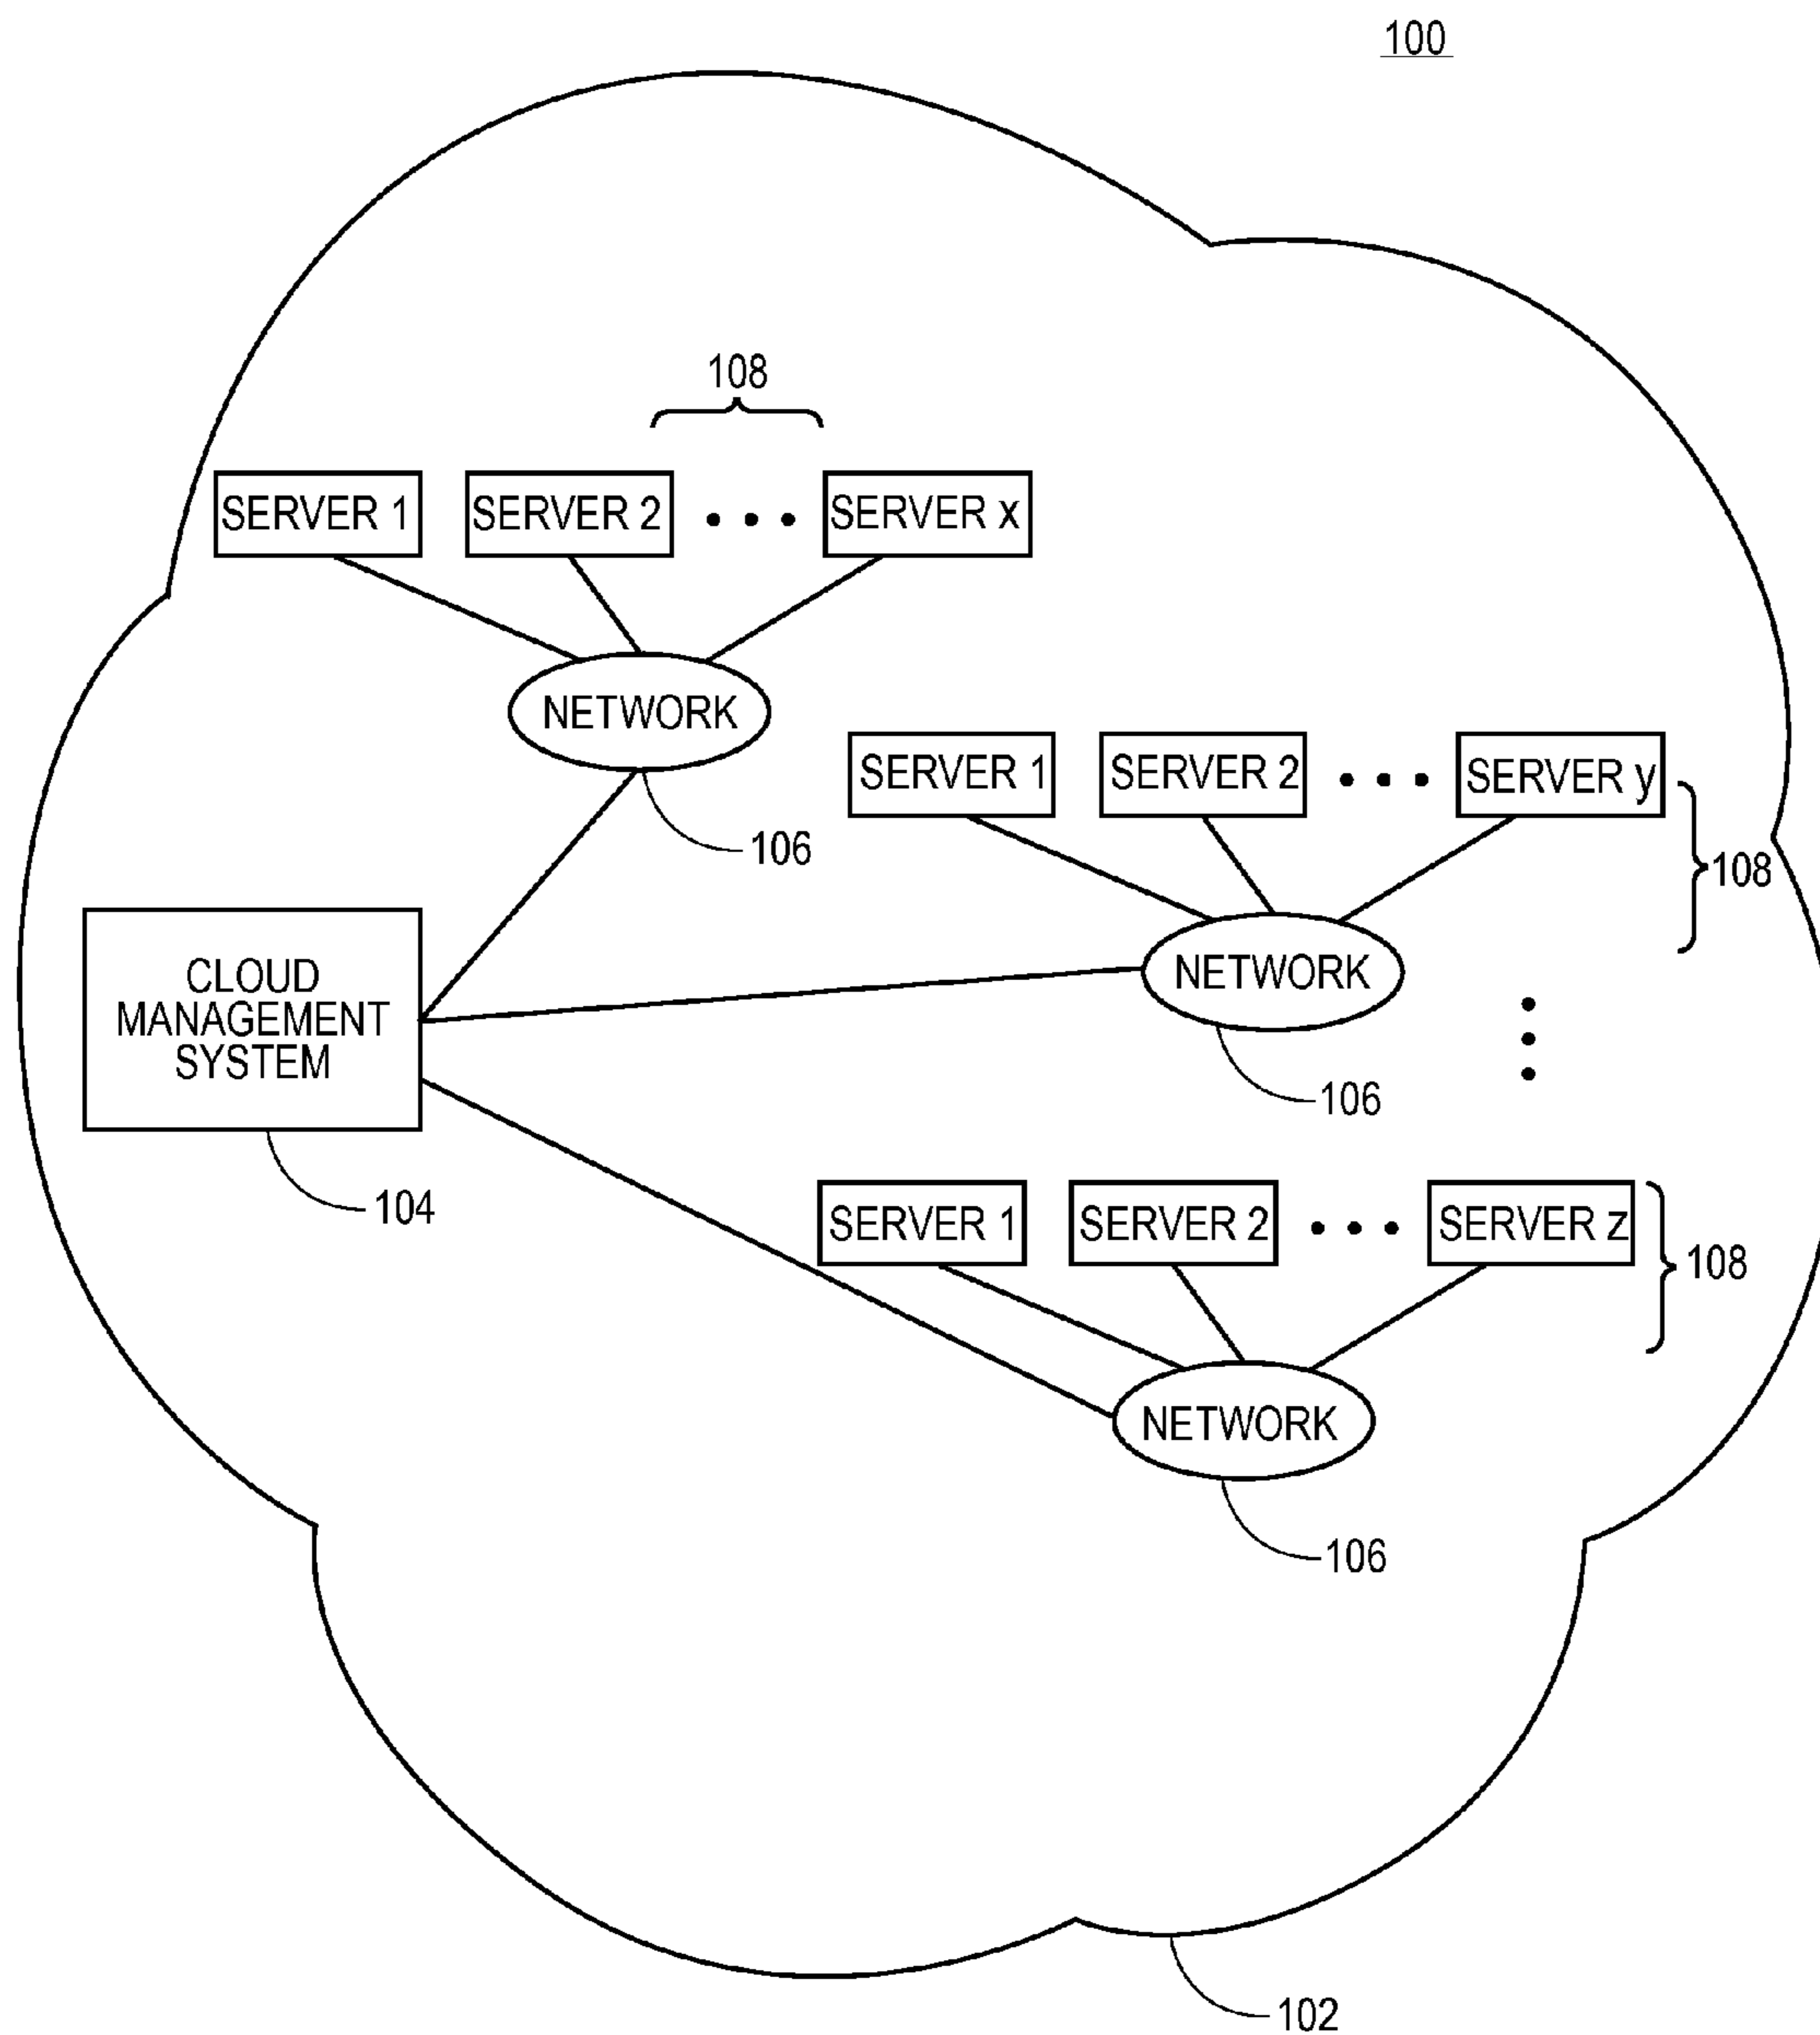 100
108
SERVER 1
SERVER 2
SERVER x
NETWORK
106
SERVER 1
SERVER 2
SERVER y
108
NETWORK
106
CLOUD
MANAGEMENT
SYSTEM
104
SERVER 1
SERVER 2
SERVER z
108
NETWORK
106
102